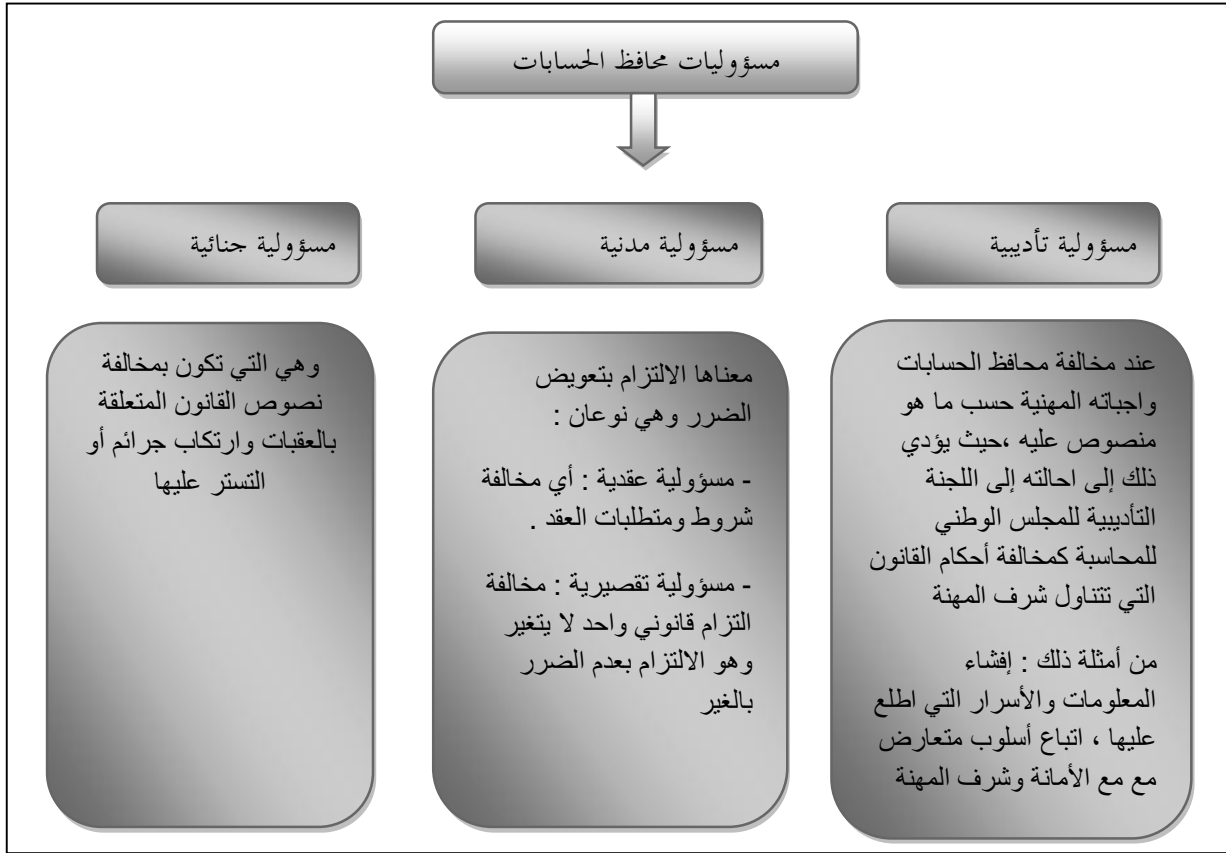 مسؤوليات محافظ الحسابات
مسؤولية تأديبية
عند مخالفة محافظ الحسابات
واجباته المهنية حسب ما هو
منصوص عليه ،حيث يؤدي
ذلك إلى احالته إلى اللجنة
التأديبية للمجلس الوطني
للمحاسبة كمخالفة أحكام القانون
التي تتناول شرف المهنة
من أمثلة ذلك : إفشاء
المعلومات والأسرار التي اطلع
عليها ، اتباع أسلوب متعارض
مع مع الأمانة وشرف المهنة
مسؤولية مدنية
معناها الالتزام بتعويض
الضرر وهي نوعان :
- مسؤولية عقدية : أي مخالفة
شروط ومتطلبات العقد .
- مسؤولية تقصيرية : مخالفة
التزام قانوني واحد لا يتغير
وهو الالتزام بعدم الضرر
بالغير
مسؤولية جنائية
وهي التي تكون بمخالفة
نصوص القانون المتعلقة
بالعقبات وارتكاب جرائم أو
التستر عليها